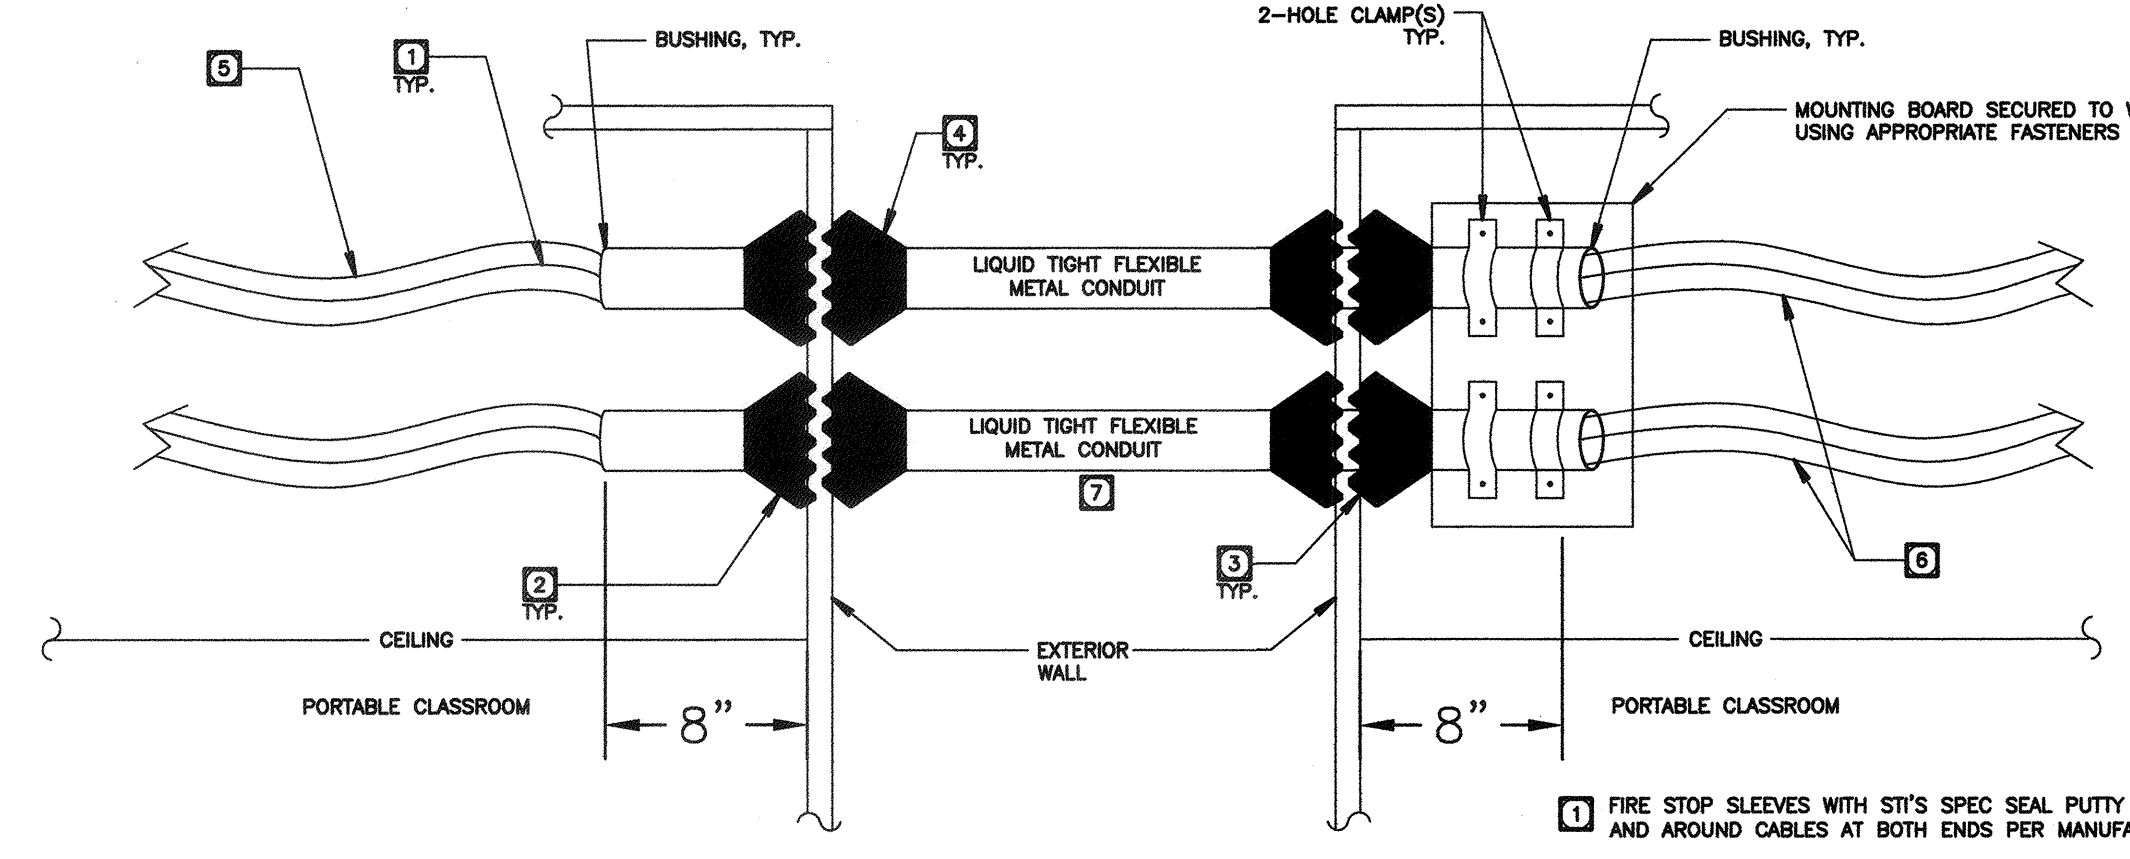 2-HOLE CLAMP(S)
TYP.
BUSHING, TYP.
BUSHING, TYP.
5
1
TYP.
4
TYP.
MOUNTING BOARD SECURED TO
USING APPROPRIATE FASTENERS
LIQUID TIGHT FLEXIBLE
METAL CONDUIT
LIQUID TIGHT FLEXIBLE
METAL CONDUIT
7
3
TYP.
6
2
TYP.
CEILING
EXTERIOR
WALL
CEILING
PORTABLE CLASSROOM
8"
8"
PORTABLE CLASSROOM
1 FIRE STOP SLEEVES WITH STI'S SPEC SEAL PUTTY
AND AROUND CABLES AT BOTH ENDS PER